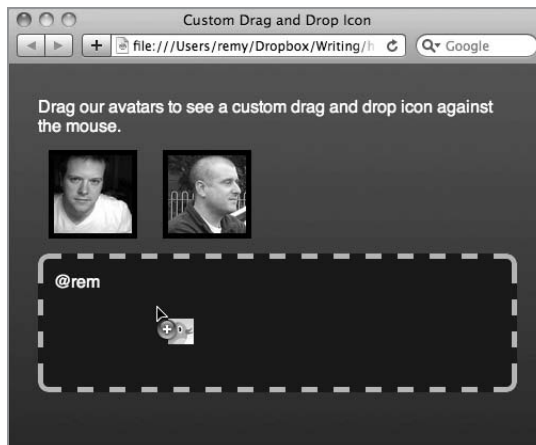 Custom Drag and Drop Icon
file:///Users/remy/Dropbox/Writing/h
Google
Drag our avatars to see a custom drag and drop icon against
the mouse.
@rem